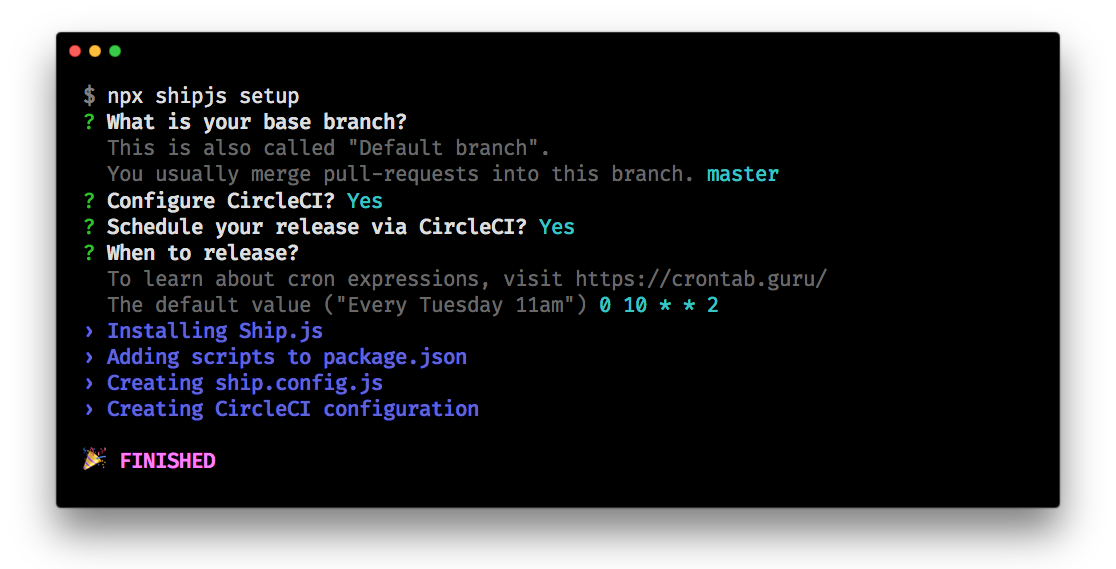 $ npx shipjs setup
? What is your base branch?
This is also called "Default branch".
You usually merge pull-requests into this branch. master
? Configure CircleCI? Yes
? Schedule your release via CircleCI? Yes
? When to release?
To learn about cron expressions, visit https://crontab.guru/
The default value ("Every Tuesday 11am") 0 10 * * 2
› Installing Ship.js
› Adding scripts to package.json
› Creating ship.config.js
› Creating CircleCI configuration
🎉 FINISHED